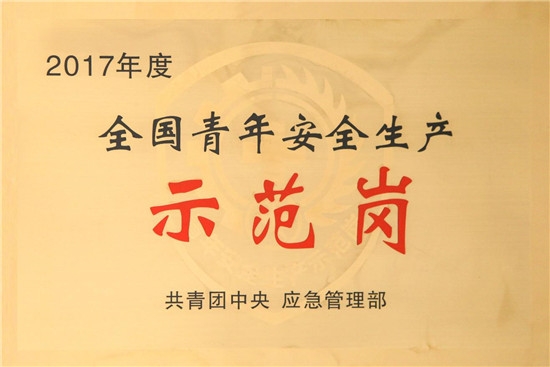 2017年度
全国青年安全生产
示范岗
共青团中央 应急管理部